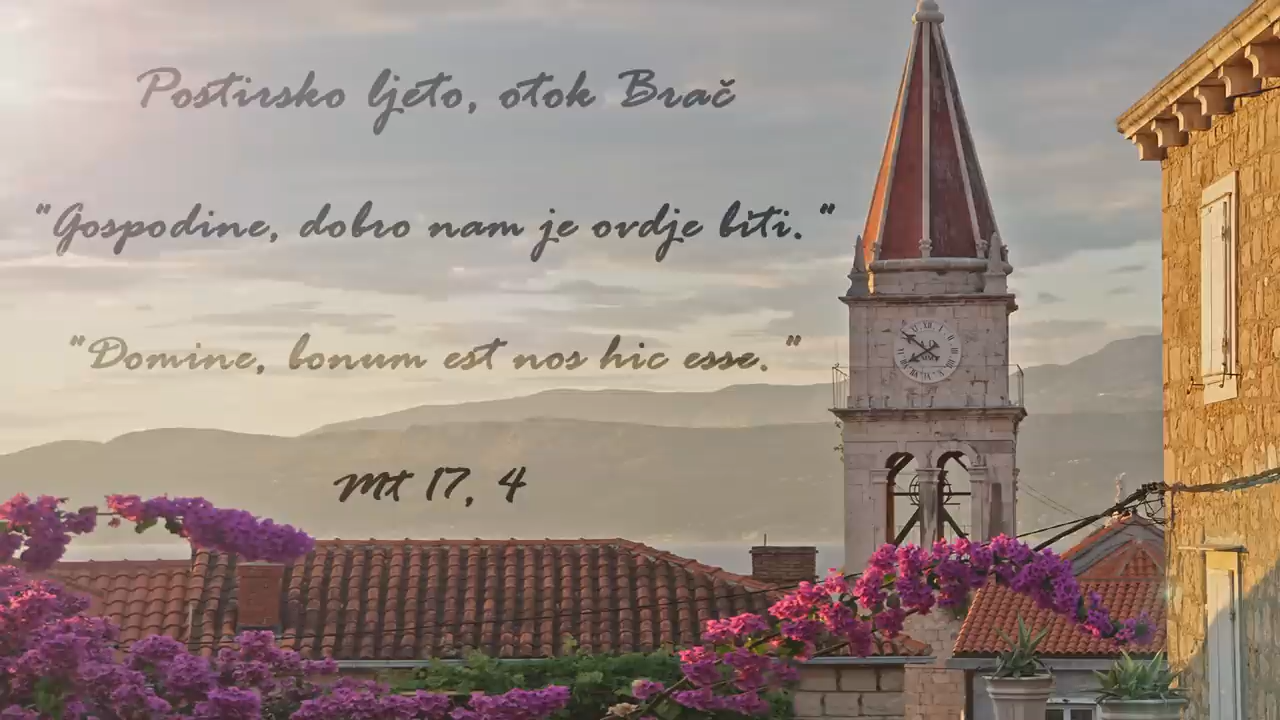 Postirsko ljeto, otok Brač
"Gospodine, dobro nam je ovdje biti."
"Domine, bonum est nos hic esse."
Mt 17, 4